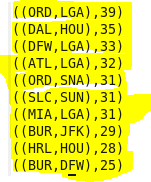 ((ORD,LGA),39)
((DAL,HOU),35)
((DFW,LGA),33)
((ATL,LGA),32)
((ORD,SNA),31)
((SLC,SUN),31)
((MIA,LGA),31)
((BUR,JFK),29)
((HRL,HOU),28)
((BUR,DFW),25)